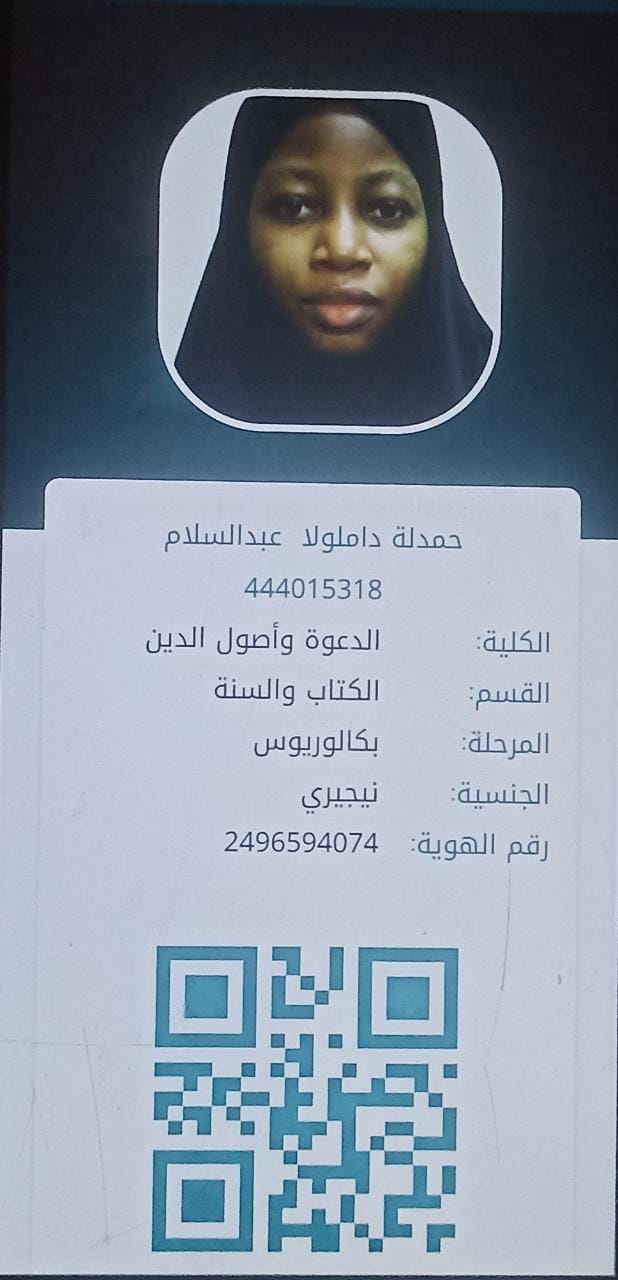 حمدلة داملولا عبدالسلام
444015318
الكلية: الدعوة وأصول الدين
القسم: الكتاب والسنة
المرحلة: بكالوريوس
الجنسية: نيجيري
رقم الهوية: 2496594074